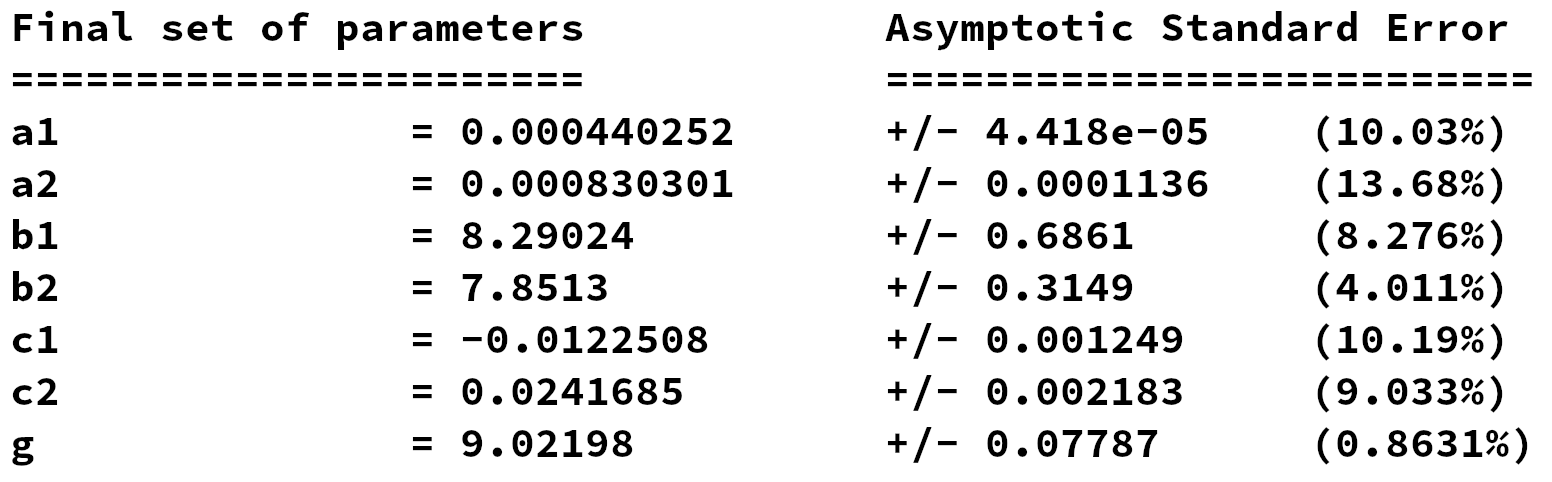 Final set of parameters            Asymptotic Standard Error
=======================            ==========================
a1              = 0.000440252      +/- 4.418e-05    (10.03%)
a2              = 0.000830301      +/- 0.0001136    (13.68%)
b1              = 8.29024          +/- 0.6861       (8.276%)
b2              = 7.8513           +/- 0.3149       (4.011%)
c1              = -0.0122508       +/- 0.001249     (10.19%)
c2              = 0.0241685        +/- 0.002183     (9.033%)
g               = 9.02198          +/- 0.07787      (0.8631%)